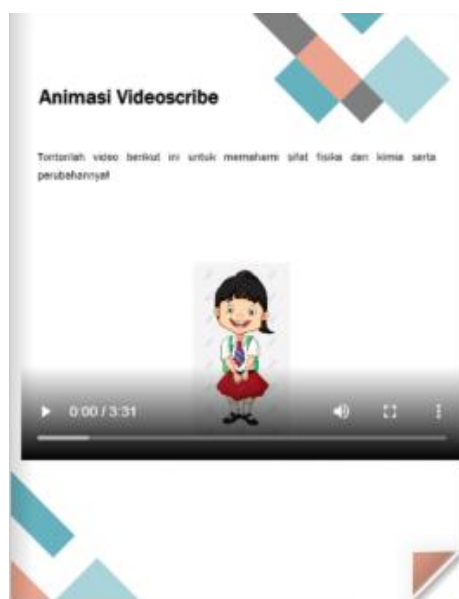 Animasi Videoscribe
Tontonlah video berikut ini untuk memahami sifat fisika dan kimia serta
perubahannya!
0:00 / 3:31